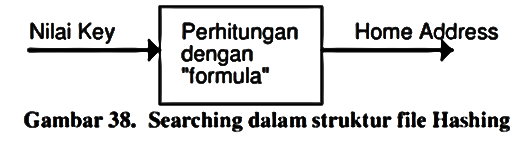 Nilai Key
Perhitungan
dengan
"formula"
Home Address
Gambar 38. Searching dalam struktur file Hashing